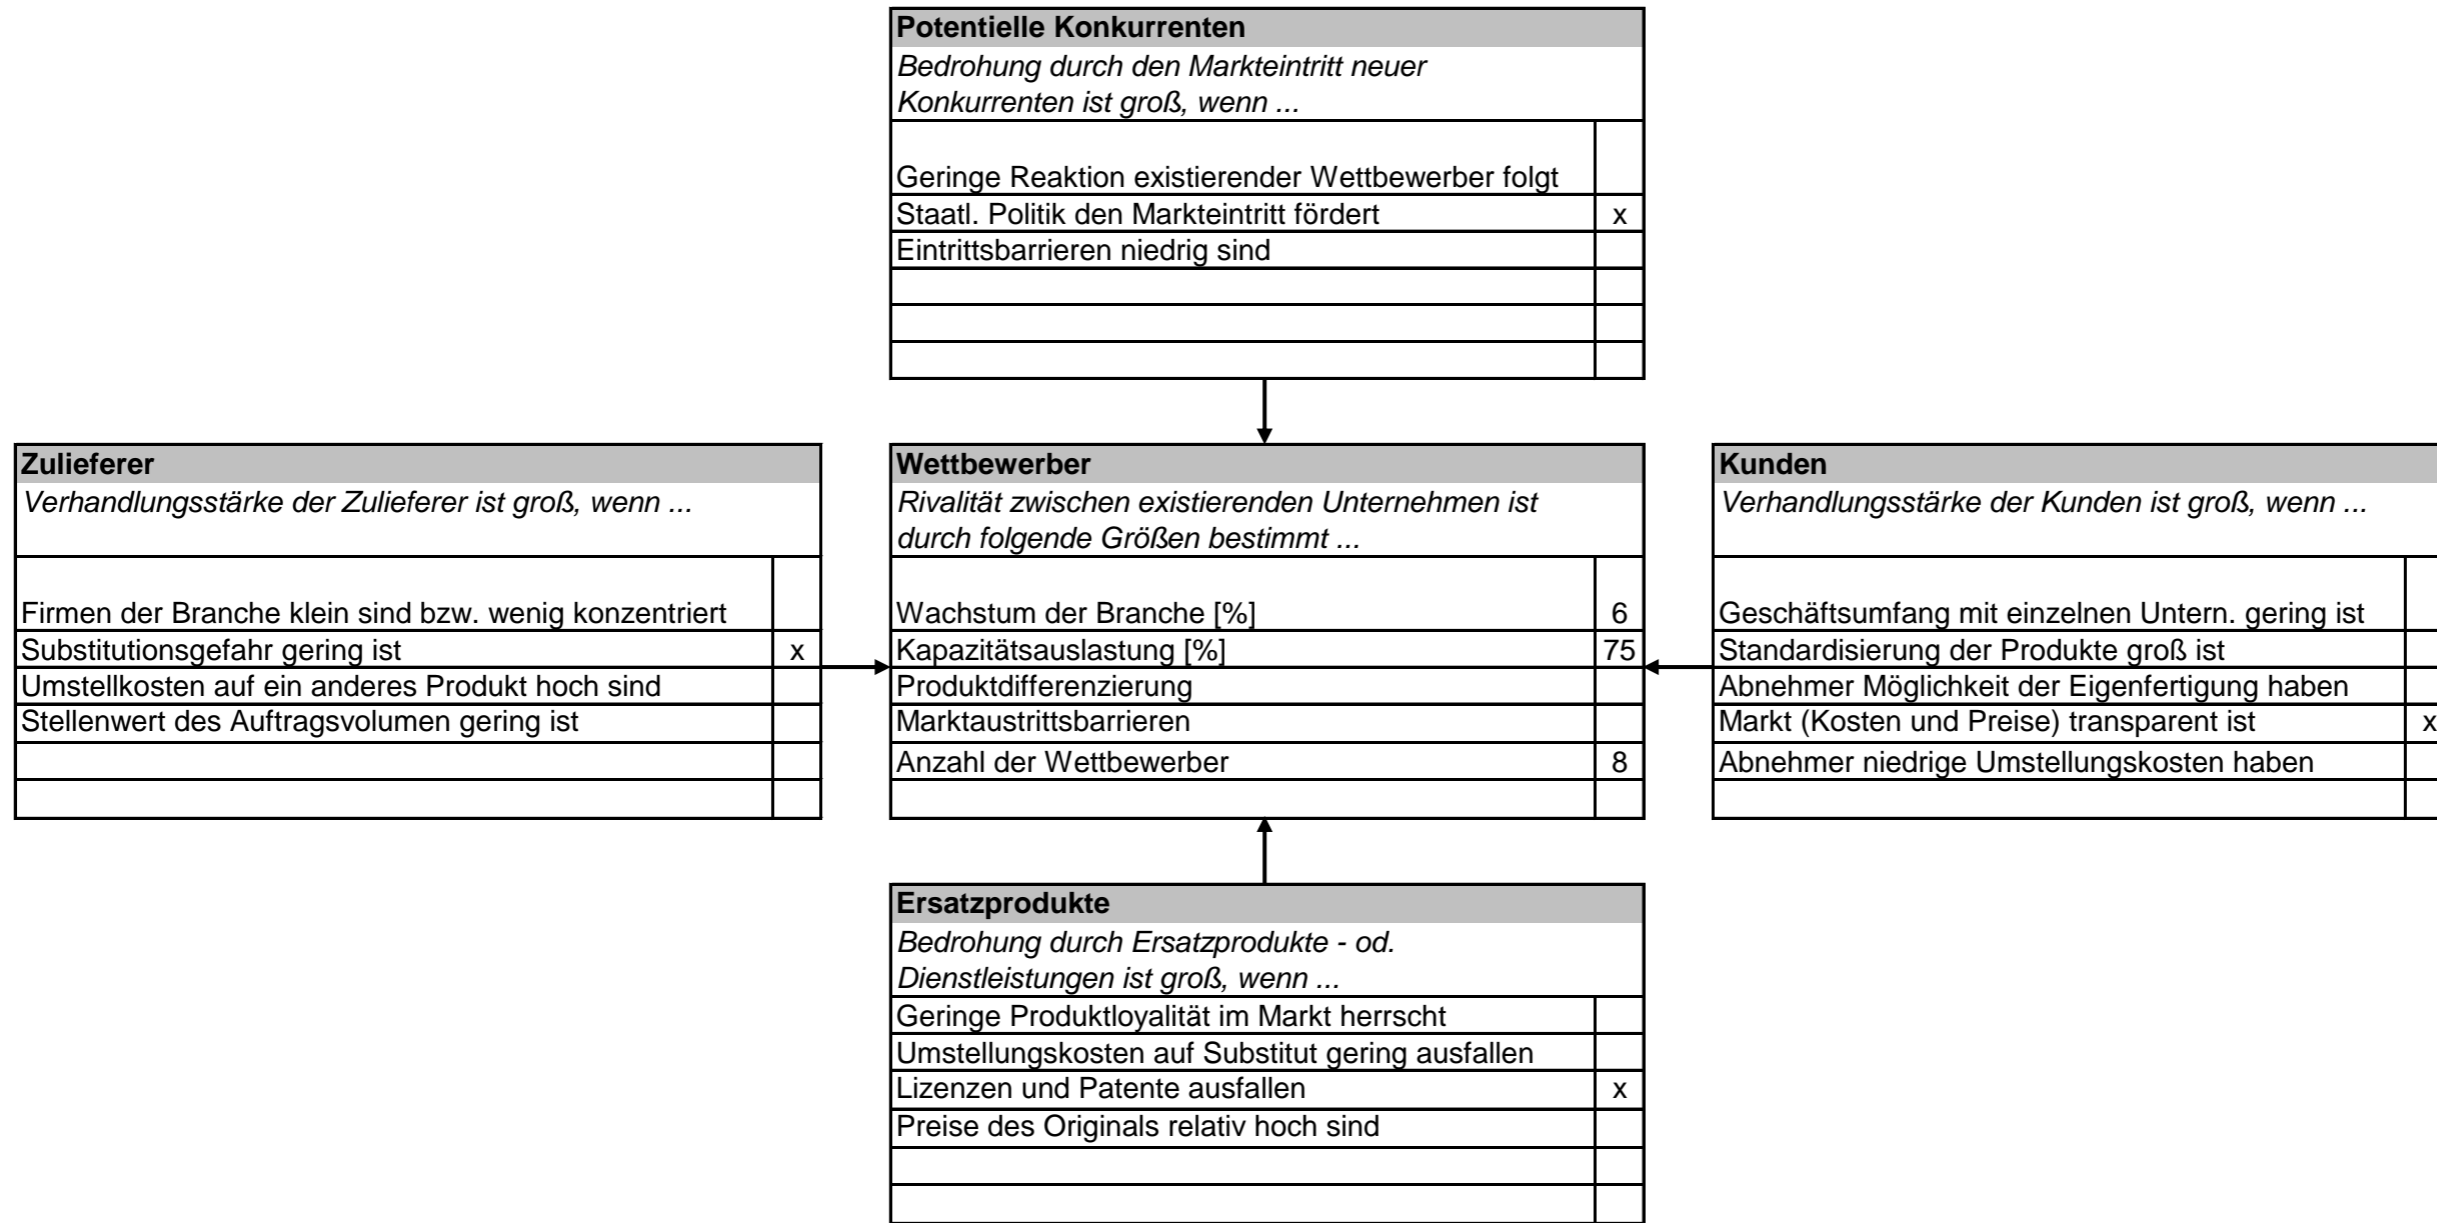 Potentielle Konkurrenten
Bedrohung durch den Markteintritt neuer
Konkurrenten ist groß, wenn ...
Geringe Reaktion existierender Wettbewerber folgt
Staatl. Politik den Markteintritt fördert x
Eintrittsbarrieren niedrig sind
Zulieferer
Verhandlungsstärke der Zulieferer ist groß, wenn ...
Firmen der Branche klein sind bzw. wenig konzentriert
Substitutionsgefahr gering ist x
Umstellkosten auf ein anderes Produkt hoch sind
Stellenwert des Auftragsvolumen gering ist
Wettbewerber
Rivalität zwischen existierenden Unternehmen ist
durch folgende Größen bestimmt ...
Wachstum der Branche [%] 6
Kapazitätsauslastung [%] 75
Produktdifferenzierung
Marktaustrittsbarrieren
Anzahl der Wettbewerber 8
Kunden
Verhandlungsstärke der Kunden ist groß, wenn ...
Geschäftsumfang mit einzelnen Untern. gering ist
Standardisierung der Produkte groß ist
Abnehmer Möglichkeit der Eigenfertigung haben
Markt (Kosten und Preise) transparent ist x
Abnehmer niedrige Umstellungskosten haben
Ersatzprodukte
Bedrohung durch Ersatzprodukte - od.
Dienstleistungen ist groß, wenn ...
Geringe Produktloyalität im Markt herrscht
Umstellungskosten auf Substitut gering ausfallen
Lizenzen und Patente ausfallen x
Preise des Originals relativ hoch sind